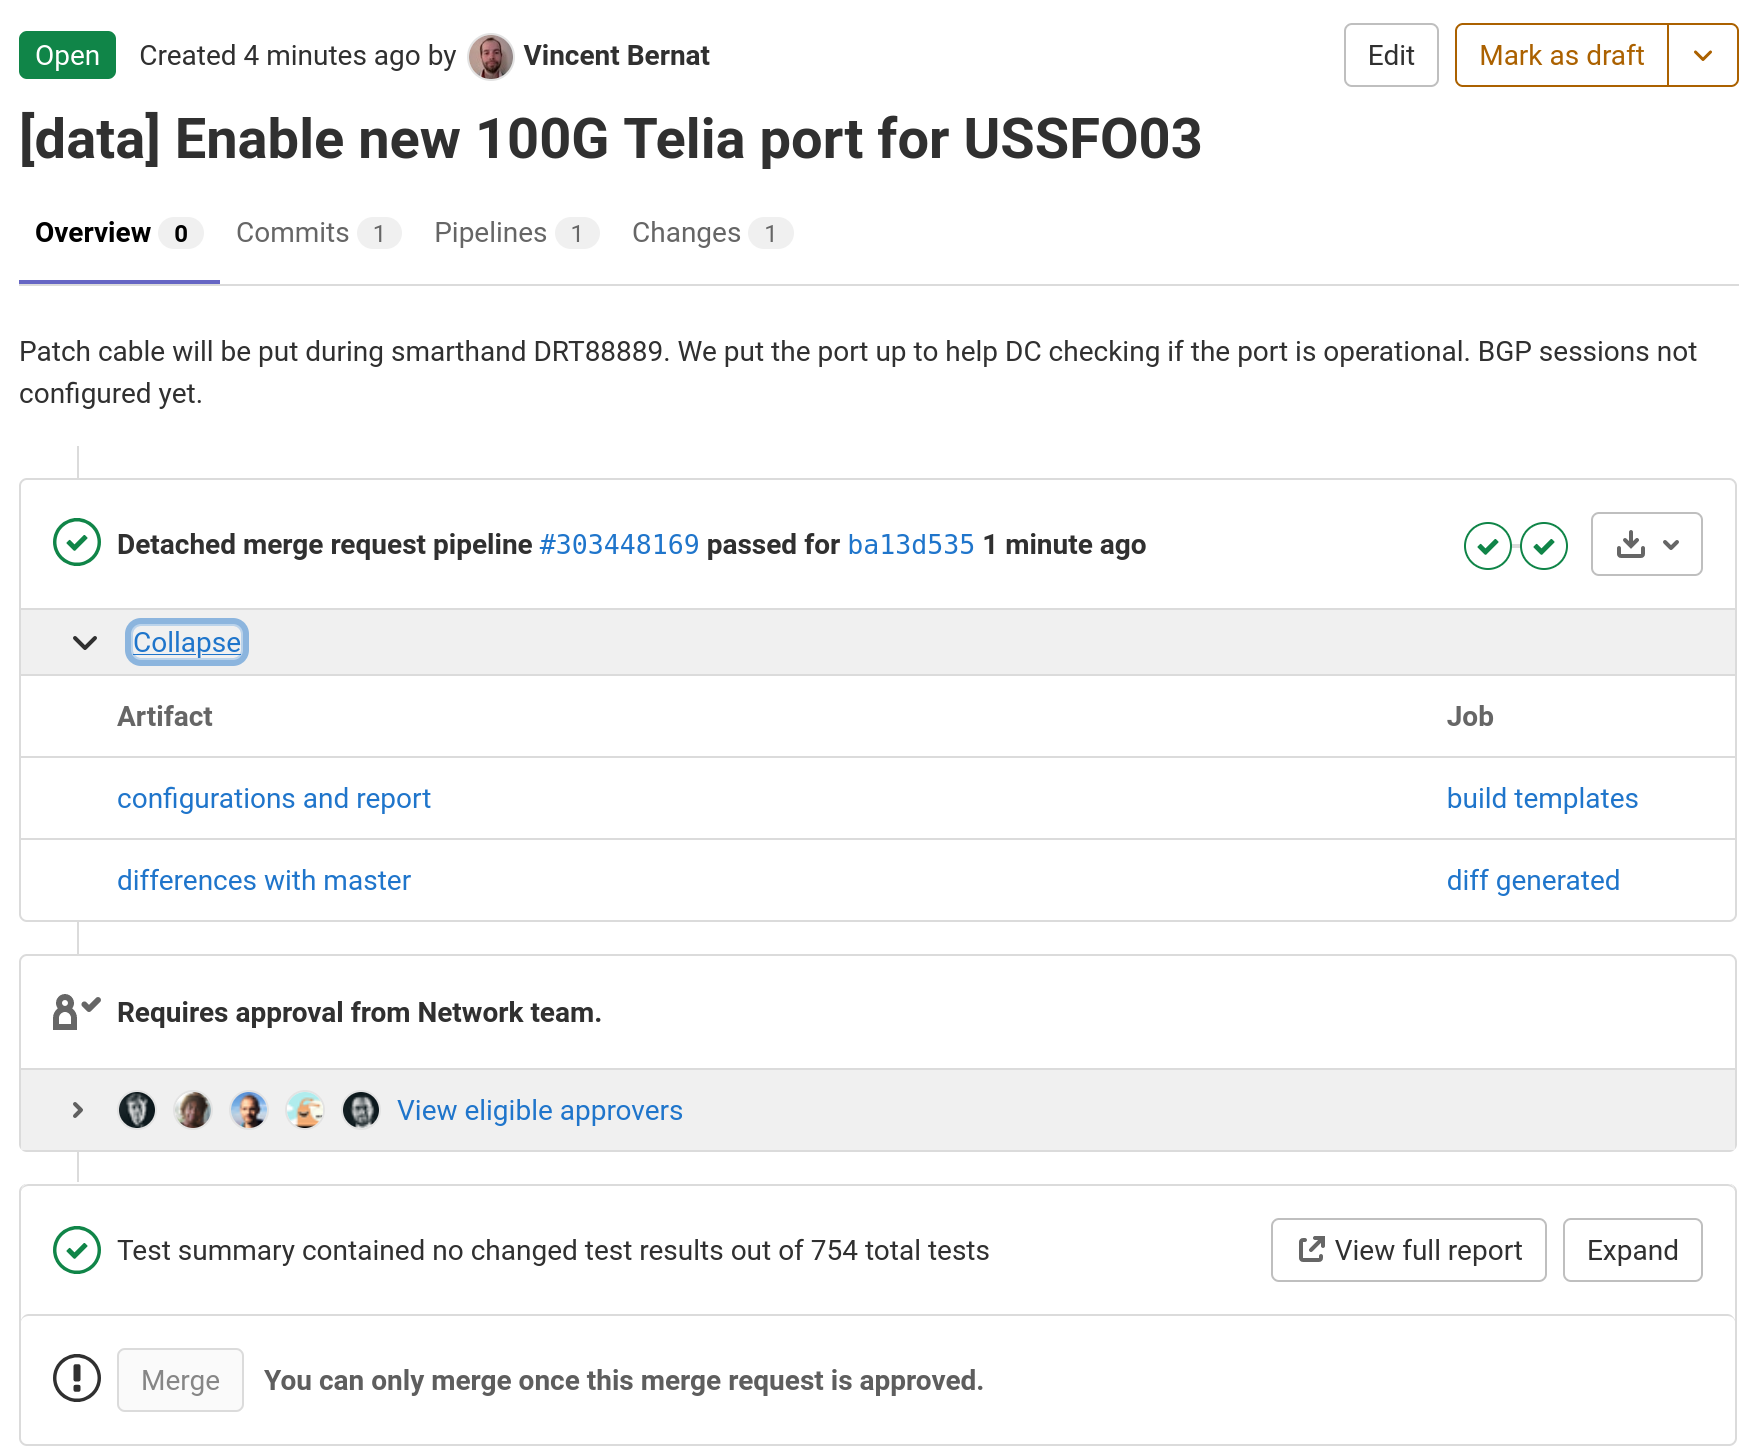 Open Created 4 minutes ago by Vincent Bernat Edit Mark as draft
[data] Enable new 100G Telia port for USSFO03
Overview 0 Commits 1 Pipelines 1 Changes 1
Patch cable will be put during smarthand DRT88889. We put the port up to help DC checking if the port is operational. BGP sessions not
configured yet.
Detached merge request pipeline #303448169 passed for ba13d535 1 minute ago
Collapse
Artifact Job
configurations and report build templates
differences with master diff generated
Requires approval from Network team.
View eligible approvers
Test summary contained no changed test results out of 754 total tests View full report Expand
Merge You can only merge once this merge request is approved.